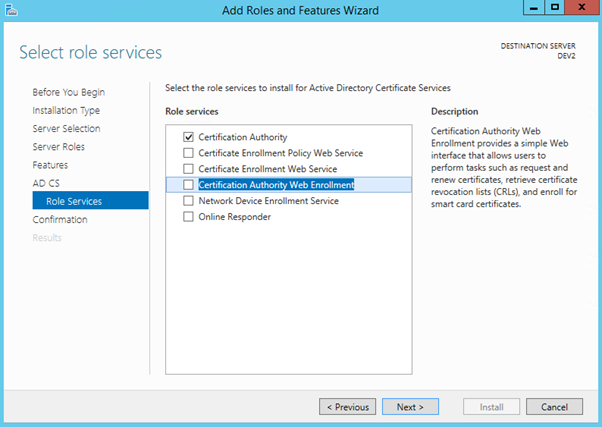 Add Roles and Features Wizard
Select role services
DESTINATION SERVER
DEV2
Before You Begin
Installation Type
Server Selection
Server Roles
Features
AD CS
Role Services
Confirmation
Results
Select the role services to install for Active Directory Certificate Services
Role services
Certification Authority
Certificate Enrollment Policy Web Service
Certificate Enrollment Web Service
Certification Authority Web Enrollment
Network Device Enrollment Service
Online Responder
Description
Certification Authority Web
Enrollment provides a simple Web
interface that allows users to
perform tasks such as request and
renew certificates, retrieve certificate
revocation lists (CRLs), and enroll for
smart card certificates.
< Previous
Next >
Install
Cancel